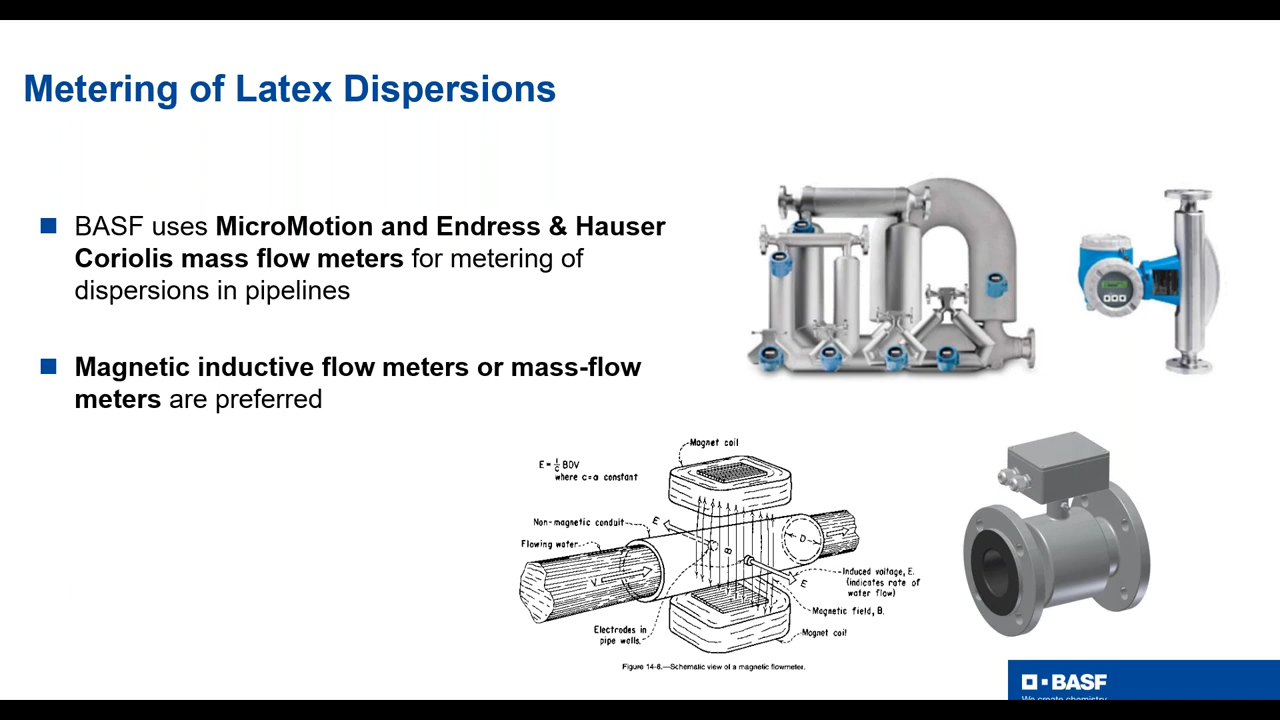 Metering of Latex Dispersions
BASF uses MicroMotion and Endress & Hauser
Coriolis mass flow meters for metering of
dispersions in pipelines
Magnetic inductive flow meters or mass-flow
meters are preferred
Magnet coil
E = 1/c BDV
where c=a constant
Non-magnetic conduit
Flowing water
E
D
B
V
E
Induced voltage, E.
(indicates rate of
water flow)
Magnetic field, B.
Electrodes in
pipe walls.
Magnet coil
Figure 14-6.—Schematic view of a magnetic flowmeter.
BASF
We create chemistry